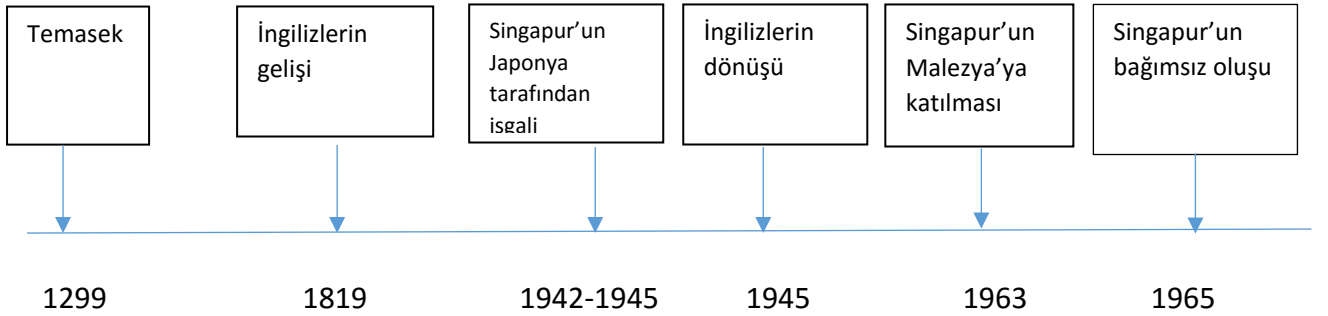 Temasek
İngilizlerin
gelişi
Singapur’un
Japonya
tarafından
işgali
İngilizlerin
dönüşü
Singapur’un
Malezya’ya
katılması
Singapur’un
bağımsız oluşu
1299
1819
1942-1945
1945
1963
1965